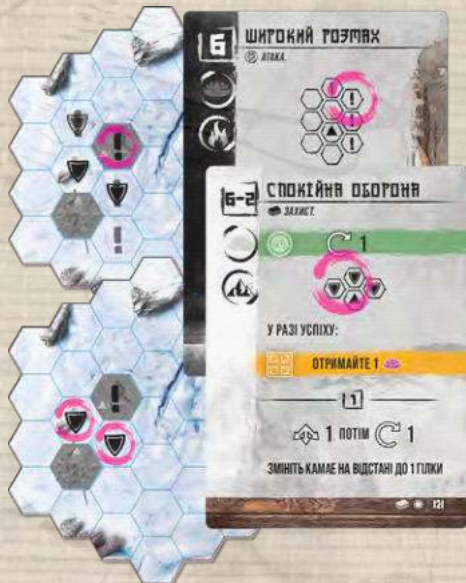 6 ШИРОКИЙ РОЗМАХ
АТАКА.
6-2 СПОКІЙНА ОБОРОНА
ЗАХИСТ.
1
У РАЗІ УСПІХУ:
ОТРИМАЙТЕ 1
1
1 ПОТІМ 1
ЗМІНІТЬ КАМАЕ НА ВІДСТАНІ ДО 1 ГІЛКИ
121